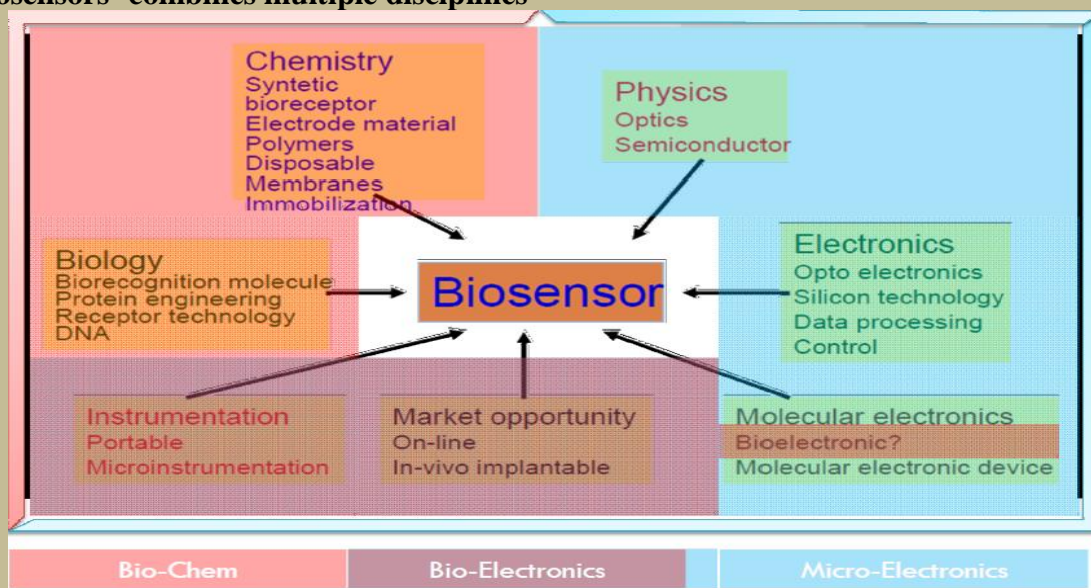 osensors" combines multiple disciplines
Chemistry
Syntetic
bioreceptor
Electrode material
Polymers
Disposable
Membranes
Immobilization
Physics
Optics
Semiconductor
Biology
Biorecognition molecule
Protein engineering
Receptor technology
DNA
Biosensor
Electronics
Opto electronics
Silicon technology
Data processing
Control
Instrumentation
Portable
Microinstrumentation
Market opportunity
On-line
In-vivo implantable
Molecular electronics
Bioelectronic?
Molecular electronic device
Bio-Chem
Bio-Electronics
Micro-Electronics